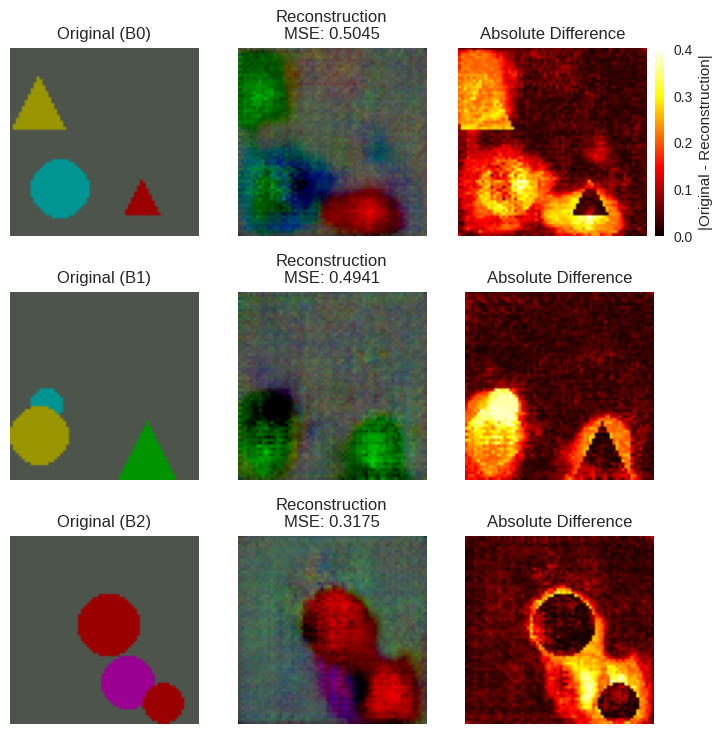 Original (B0)
Reconstruction
MSE: 0.5045
Absolute Difference
0.4
0.3
0.2
0.1
0.0
|Original - Reconstruction|
Original (B1)
Reconstruction
MSE: 0.4941
Absolute Difference
Original (B2)
Reconstruction
MSE: 0.3175
Absolute Difference